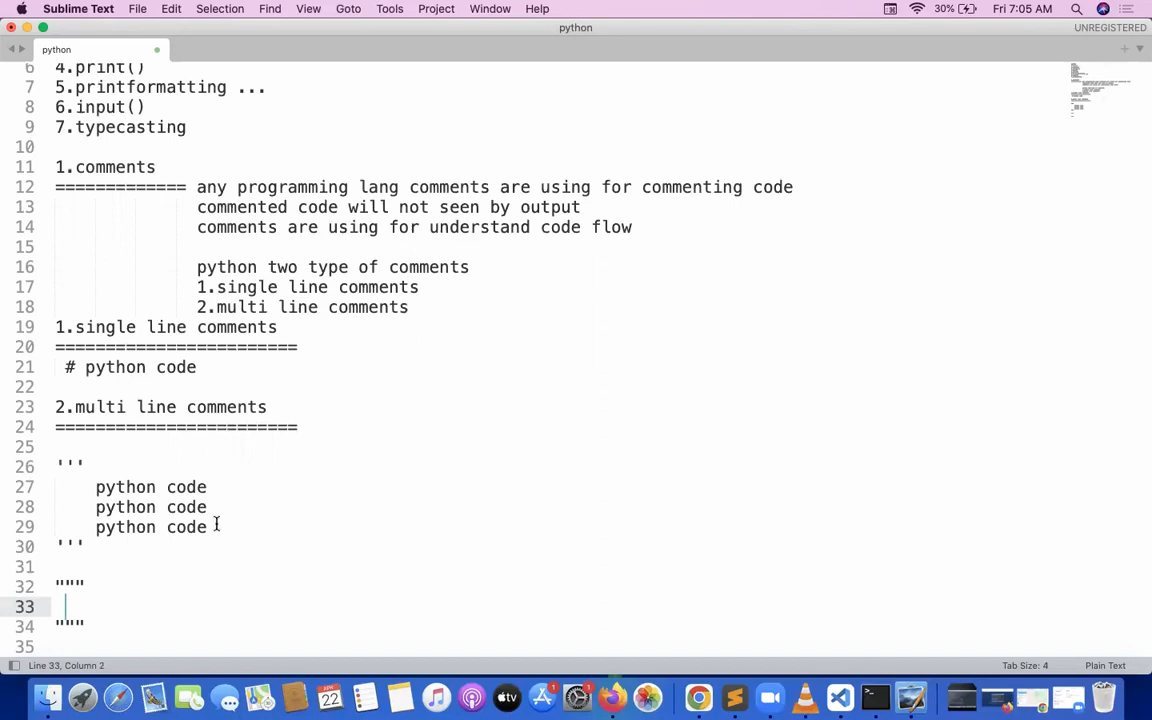 Sublime Text File Edit Selection Find View Goto Tools Project Window Help 30% Fri 7:05 AM
python UNREGISTERED
python
6 4.print()
7 5.printformatting ...
8 6.input()
9 7.typecasting
10
11 1.comments
12 ============= any programming lang comments are using for commenting code
13 commented code will not seen by output
14 comments are using for understand code flow
15
16 python two type of comments
17 1.single line comments
18 2.multi line comments
19 1.single line comments
20 ========================
21 # python code
22
23 2.multi line comments
24 ========================
25
26 '''
27 python code
28 python code
29 python code
30 '''
31
32 """
33
34 """
35
Line 33, Column 2 Tab Size: 4 Plain Text
APR
22
tv
1
1